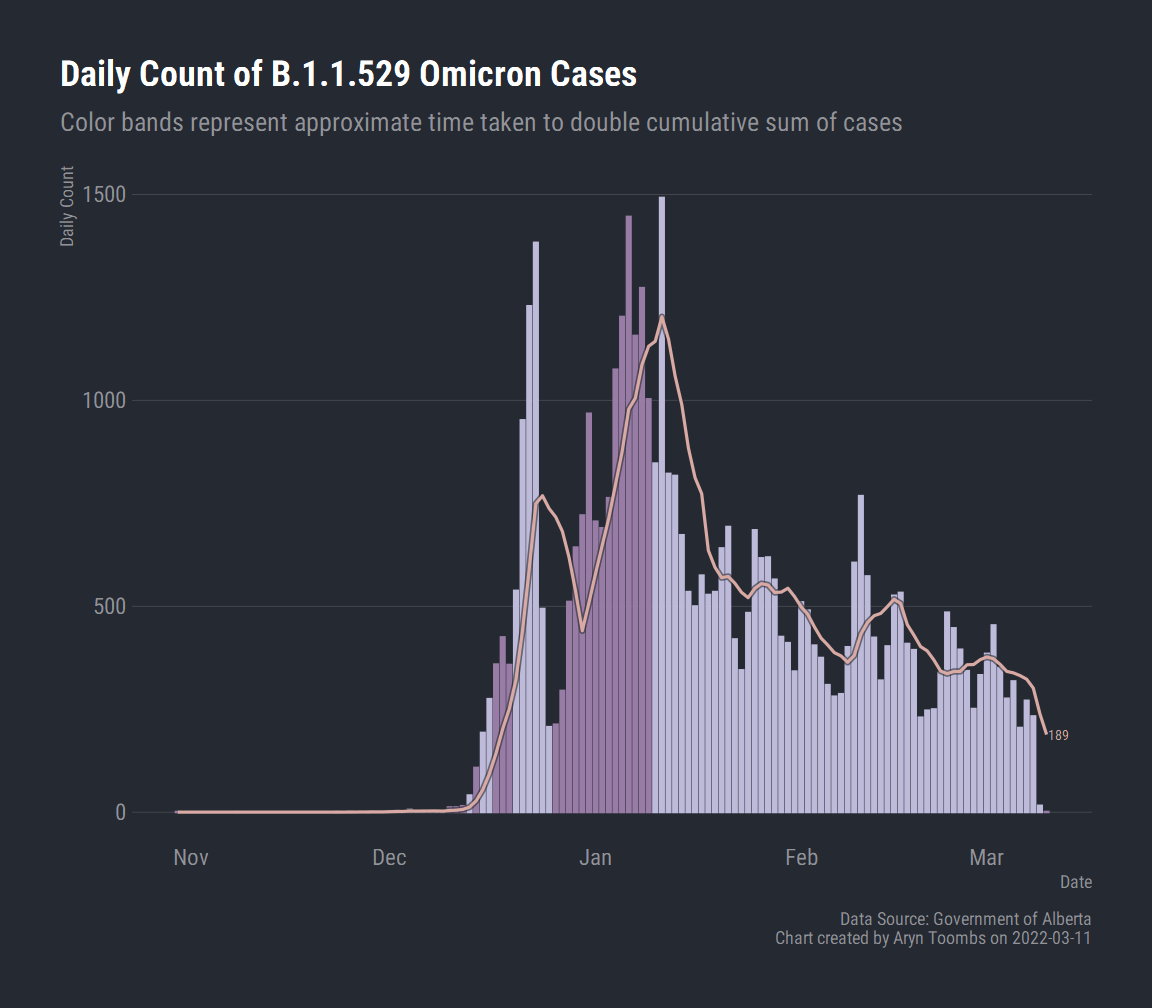 Daily Count of B.1.1.529 Omicron Cases
Color bands represent approximate time taken to double cumulative sum of cases
Daily Count
1500
1000
500
0
189
Nov Dec Jan Feb Mar
Date
Data Source: Government of Alberta
Chart created by Aryn Toombs on 2022-03-11